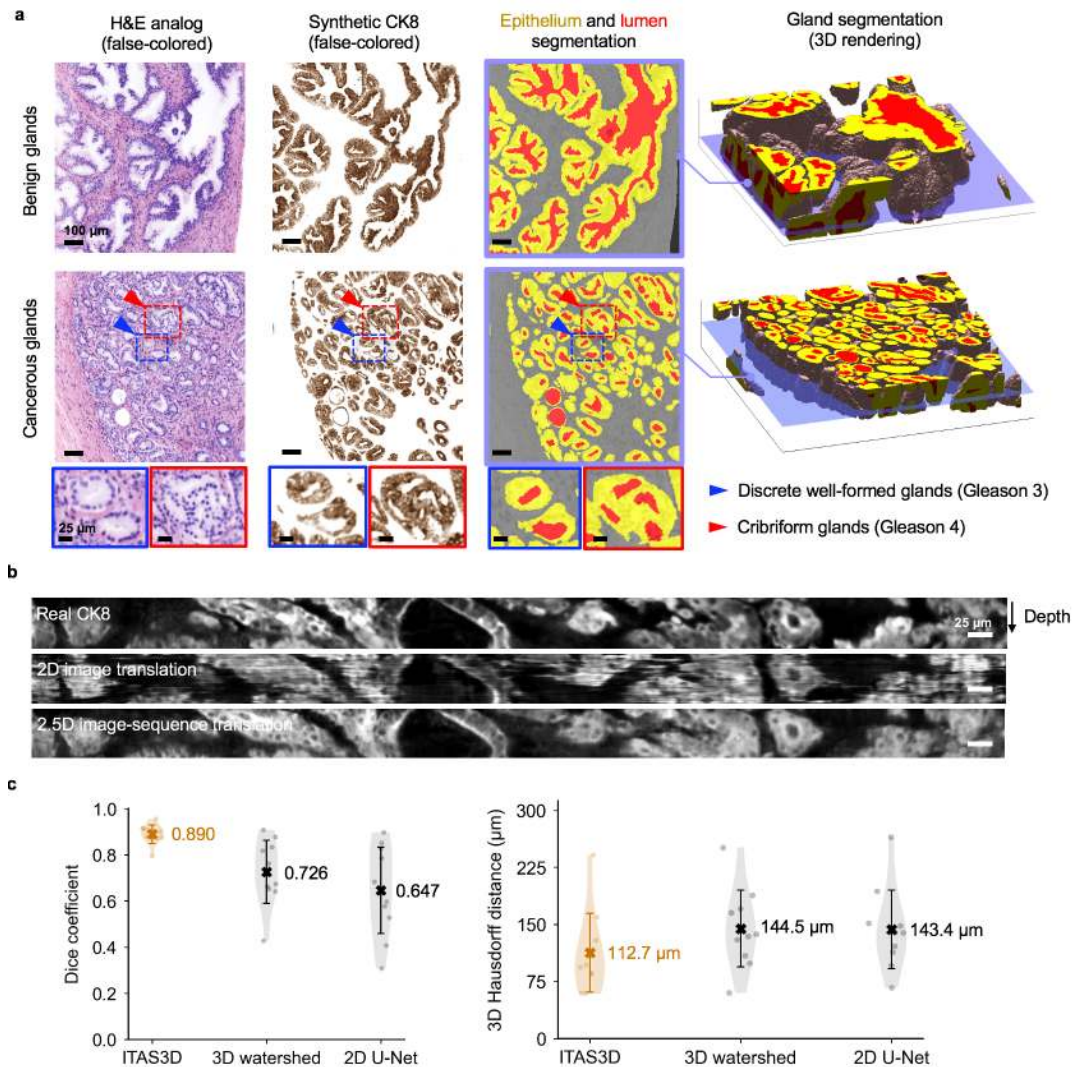 a
H&E analog
(false-colored)
Synthetic CK8
(false-colored)
Epithelium and lumen
segmentation
Gland segmentation
(3D rendering)
Benign glands
100 µm
Cancerous glands
25 µm
Discrete well-formed glands (Gleason 3)
Cribriform glands (Gleason 4)
b
Real CK8
25 µm
Depth
2D image translation
2.5D image-sequence translation
c
Dice coefficient
1.0
0.8
0.6
0.4
0.2
0.0
0.890
0.726
0.647
ITAS3D
3D watershed
2D U-Net
3D Hausdorff distance (µm)
300
225
150
75
0
112.7 µm
144.5 µm
143.4 µm
ITAS3D
3D watershed
2D U-Net